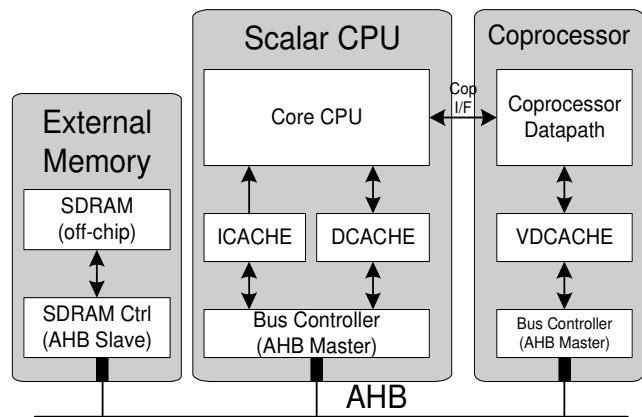 External
Memory
SDRAM
(off-chip)
SDRAM Ctrl
(AHB Slave)
Scalar CPU
Core CPU
ICACHE
DCACHE
Bus Controller
(AHB Master)
Cop
I/F
Coprocessor
Coprocessor
Datapath
VDCACHE
Bus Controller
(AHB Master)
AHB